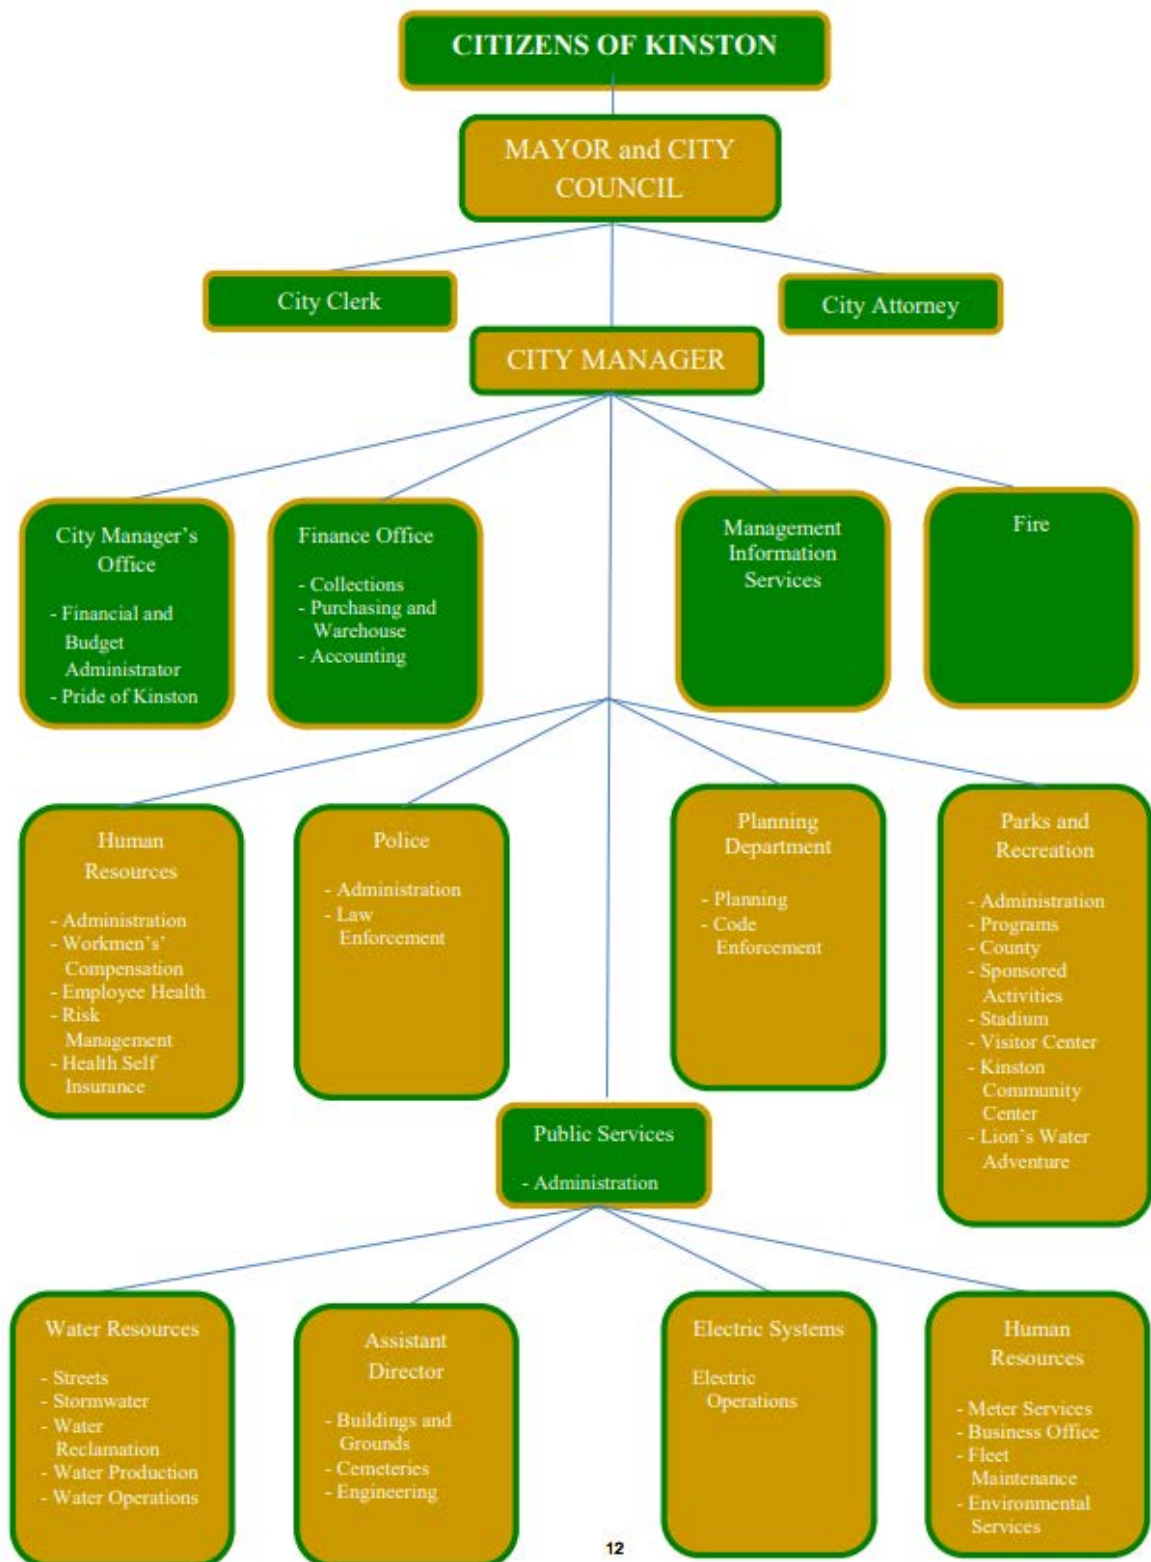 CITIZENS OF KINSTON
MAYOR and CITY
COUNCIL
City Clerk
City Attorney
CITY MANAGER
City Manager's
Office
- Financial and
Budget
Administrator
- Pride of Kinston
Finance Office
- Collections
- Purchasing and
Warehouse
- Accounting
Management
Information
Services
Fire
Human
Resources
- Administration
- Workmen's'
Compensation
- Employee Health
- Risk
Management
- Health Self
Insurance
Police
- Administration
- Law
Enforcement
Planning
Department
- Planning
- Code
Enforcement
Parks and
Recreation
- Administration
- Programs
- County
- Sponsored
Activities
- Stadium
- Visitor Center
- Kinston
Community
Center
- Lion's Water
Adventure
Public Services
- Administration
Water Resources
- Streets
- Stormwater
- Water
Reclamation
- Water Production
- Water Operations
Assistant
Director
- Buildings and
Grounds
- Cemeteries
- Engineering
Electric Systems
Electric
Operations
Human
Resources
- Meter Services
- Business Office
- Fleet
Maintenance
- Environmental
Services
12